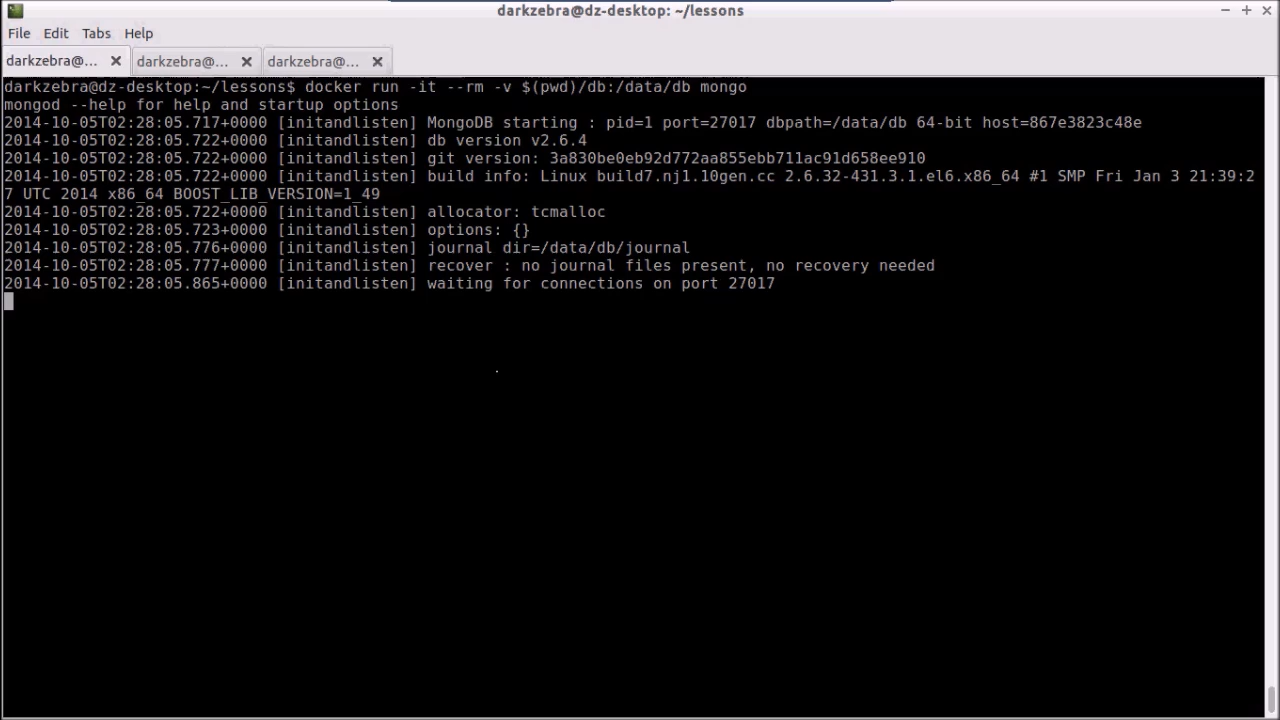 darkzebra@dz-desktop: ~/lessons
File Edit Tabs Help
darkzebra@... darkzebra@... darkzebra@...
darkzebra@dz-desktop:~/lessons$ docker run -it --rm -v $(pwd)/db:/data/db mongo
mongod --help for help and startup options
2014-10-05T02:28:05.717+0000 [initandlisten] MongoDB starting : pid=1 port=27017 dbpath=/data/db 64-bit host=867e3823c48e
2014-10-05T02:28:05.722+0000 [initandlisten] db version v2.6.4
2014-10-05T02:28:05.722+0000 [initandlisten] git version: 3a830be0eb92d772aa855ebb711ac91d658ee910
2014-10-05T02:28:05.722+0000 [initandlisten] build info: Linux build7.nj1.10gen.cc 2.6.32-431.3.1.el6.x86_64 #1 SMP Fri Jan 3 21:39:2
7 UTC 2014 x86_64 BOOST_LIB_VERSION=1_49
2014-10-05T02:28:05.722+0000 [initandlisten] allocator: tcmalloc
2014-10-05T02:28:05.723+0000 [initandlisten] options: {}
2014-10-05T02:28:05.776+0000 [initandlisten] journal dir=/data/db/journal
2014-10-05T02:28:05.777+0000 [initandlisten] recover : no journal files present, no recovery needed
2014-10-05T02:28:05.865+0000 [initandlisten] waiting for connections on port 27017